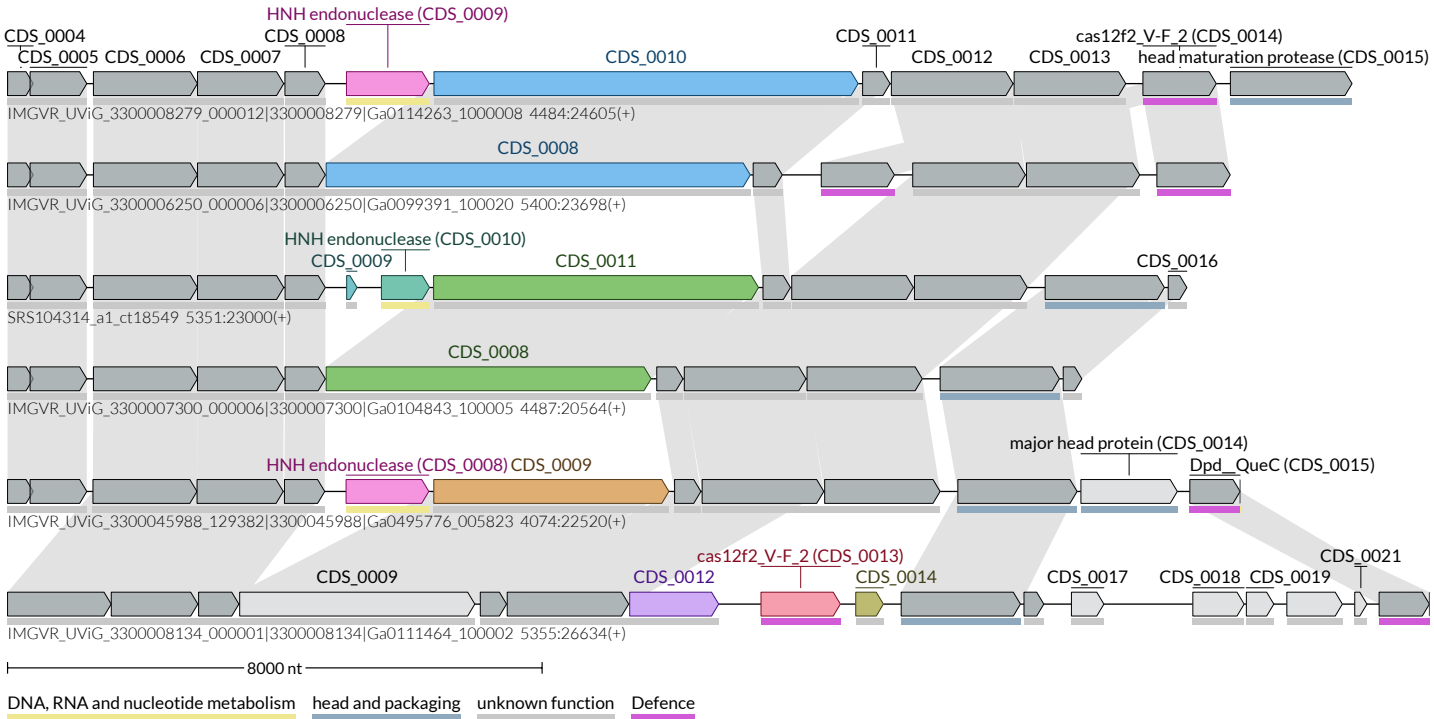 HNH endonuclease (CDS_0009)
CDS_0004 CDS_0008 CDS_0011 cas12f2_V-F_2 (CDS_0014)
CDS_0005 CDS_0006 CDS_0007 CDS_0010 CDS_0012 CDS_0013 head maturation protease (CDS_0015)
IMGVR_UViG_3300008279_000012|3300008279|Ga0114263_1000008 4484:24605(+)
CDS_0008
IMGVR_UViG_3300006250_000006|3300006250|Ga0099391_100020 5400:23698(+)
HNH endonuclease (CDS_0010)
CDS_0009 CDS_0011 CDS_0016
SRS104314_a1_ct18549 5351:23000(+)
CDS_0008
IMGVR_UViG_3300007300_000006|3300007300|Ga0104843_100005 4487:20564(+)
major head protein (CDS_0014)
HNH endonuclease (CDS_0008) CDS_0009 Dpd__QueC (CDS_0015)
IMGVR_UViG_3300045988_129382|3300045988|Ga0495776_005823 4074:22520(+)
cas12f2_V-F_2 (CDS_0013) CDS_0021
CDS_0009 CDS_0012 CDS_0014 CDS_0017 CDS_0018 CDS_0019
IMGVR_UViG_3300008134_000001|3300008134|Ga0111464_100002 5355:26634(+)
8000 nt
DNA, RNA and nucleotide metabolism head and packaging unknown function Defence